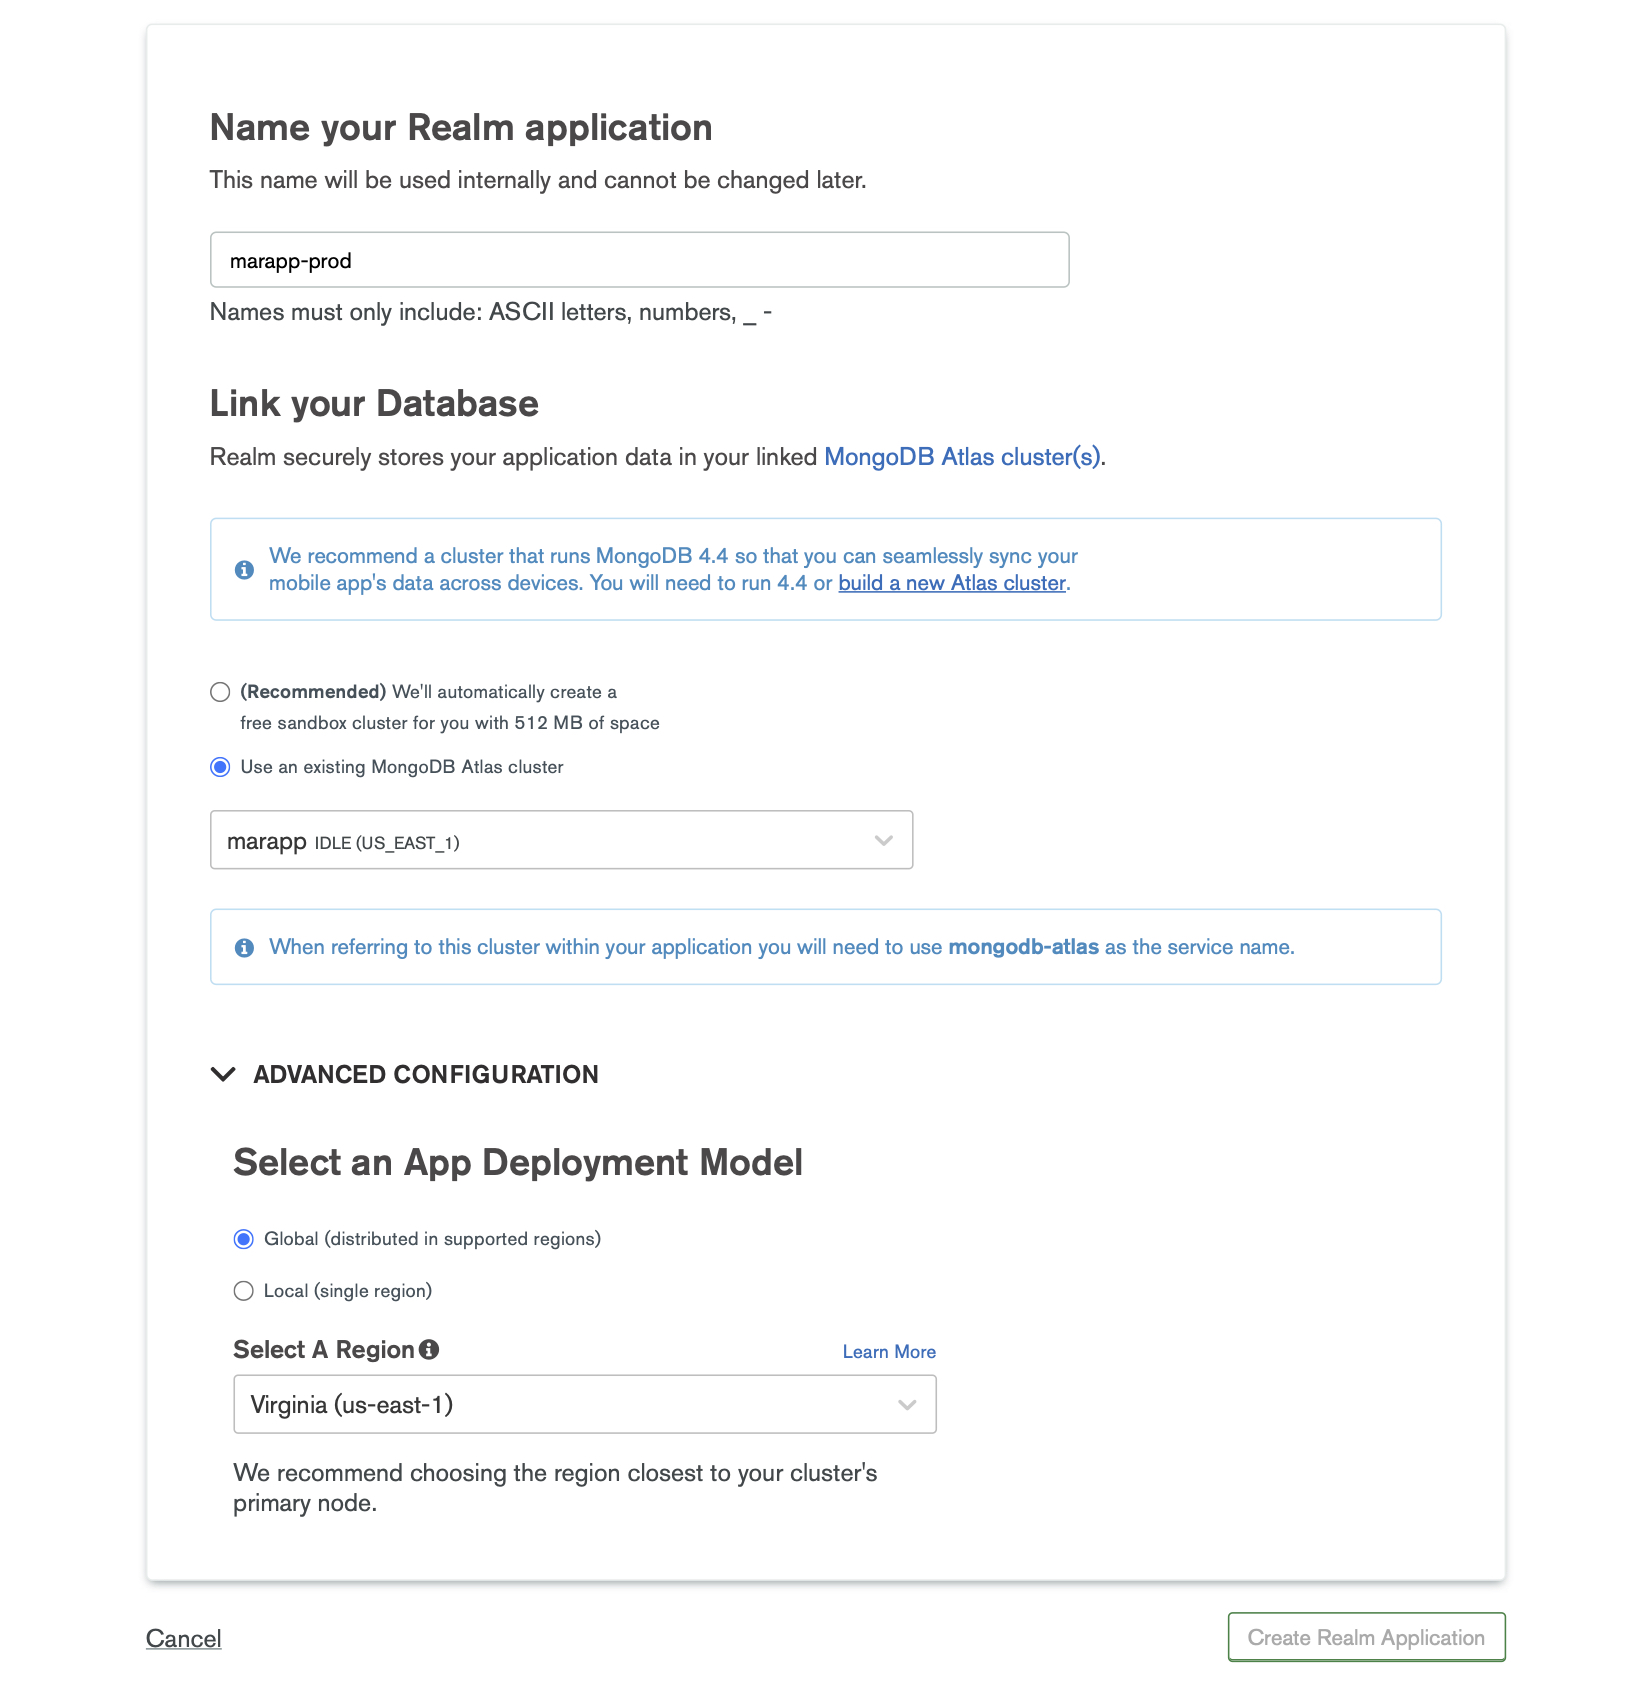 Name your Realm application
This name will be used internally and cannot be changed later.
marapp-prod
Names must only include: ASCII letters, numbers, _ -
Link your Database
Realm securely stores your application data in your linked MongoDB Atlas cluster(s).
We recommend a cluster that runs MongoDB 4.4 so that you can seamlessly sync your
mobile app's data across devices. You will need to run 4.4 or build a new Atlas cluster.
(Recommended) We'll automatically create a
free sandbox cluster for you with 512 MB of space
Use an existing MongoDB Atlas cluster
marapp IDLE (US_EAST_1)
When referring to this cluster within your application you will need to use mongodb-atlas as the service name.
ADVANCED CONFIGURATION
Select an App Deployment Model
Global (distributed in supported regions)
Local (single region)
Select A Region
Learn More
Virginia (us-east-1)
We recommend choosing the region closest to your cluster's
primary node.
Cancel
Create Realm Application